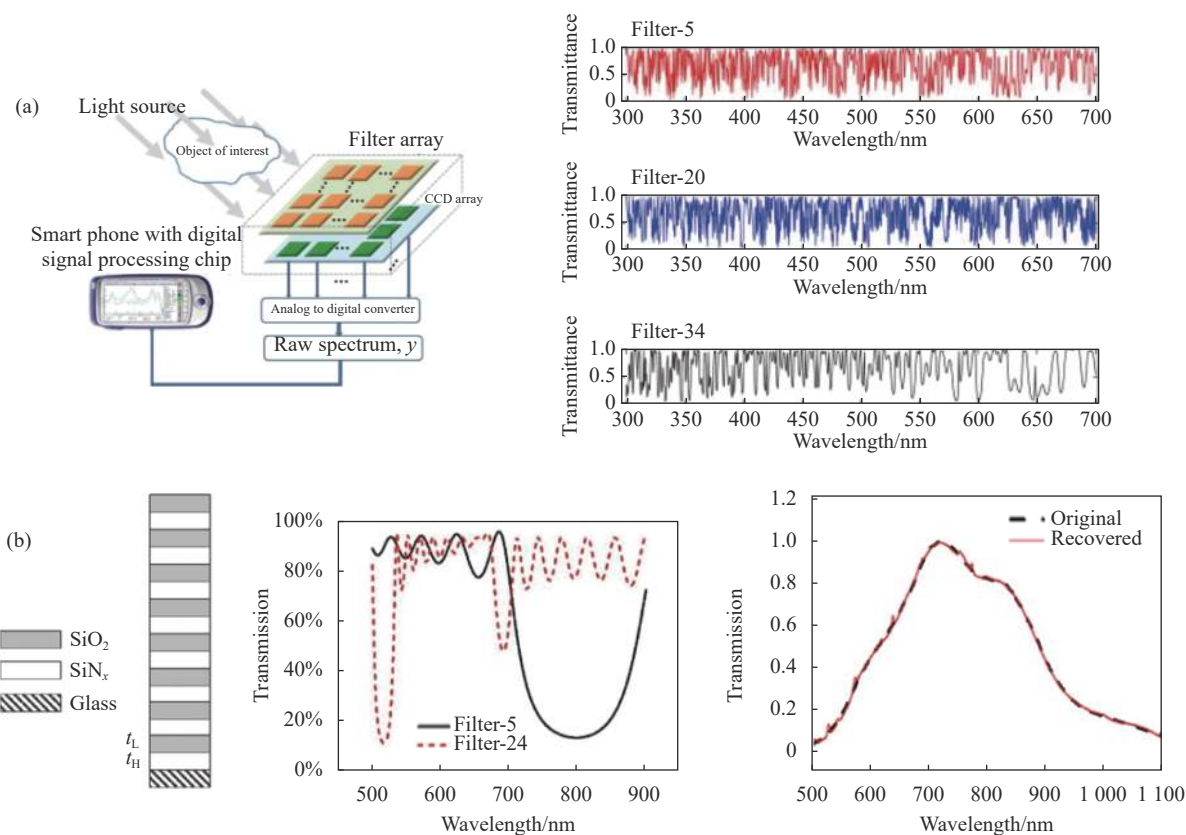 (a)
Light source
Object of interest
Filter array
CCD array
Smart phone with digital
signal processing chip
Analog to digital converter
Raw spectrum, y
Filter-5
Transmittance
1.0
0.5
0
300 350 400 450 500 550 600 650 700
Wavelength/nm
Filter-20
Transmittance
1.0
0.5
0
300 350 400 450 500 550 600 650 700
Wavelength/nm
Filter-34
Transmittance
1.0
0.5
0
300 350 400 450 500 550 600 650 700
Wavelength/nm
(b)
SiO2
SiNx
Glass
tL
tH
Transmission
100%
80%
60%
40%
20%
0%
Filter-5
Filter-24
500 600 700 800 900
Wavelength/nm
Transmission
1.2
1.0
0.8
0.6
0.4
0.2
0
Original
Recovered
500 600 700 800 900 1 000 1 100
Wavelength/nm